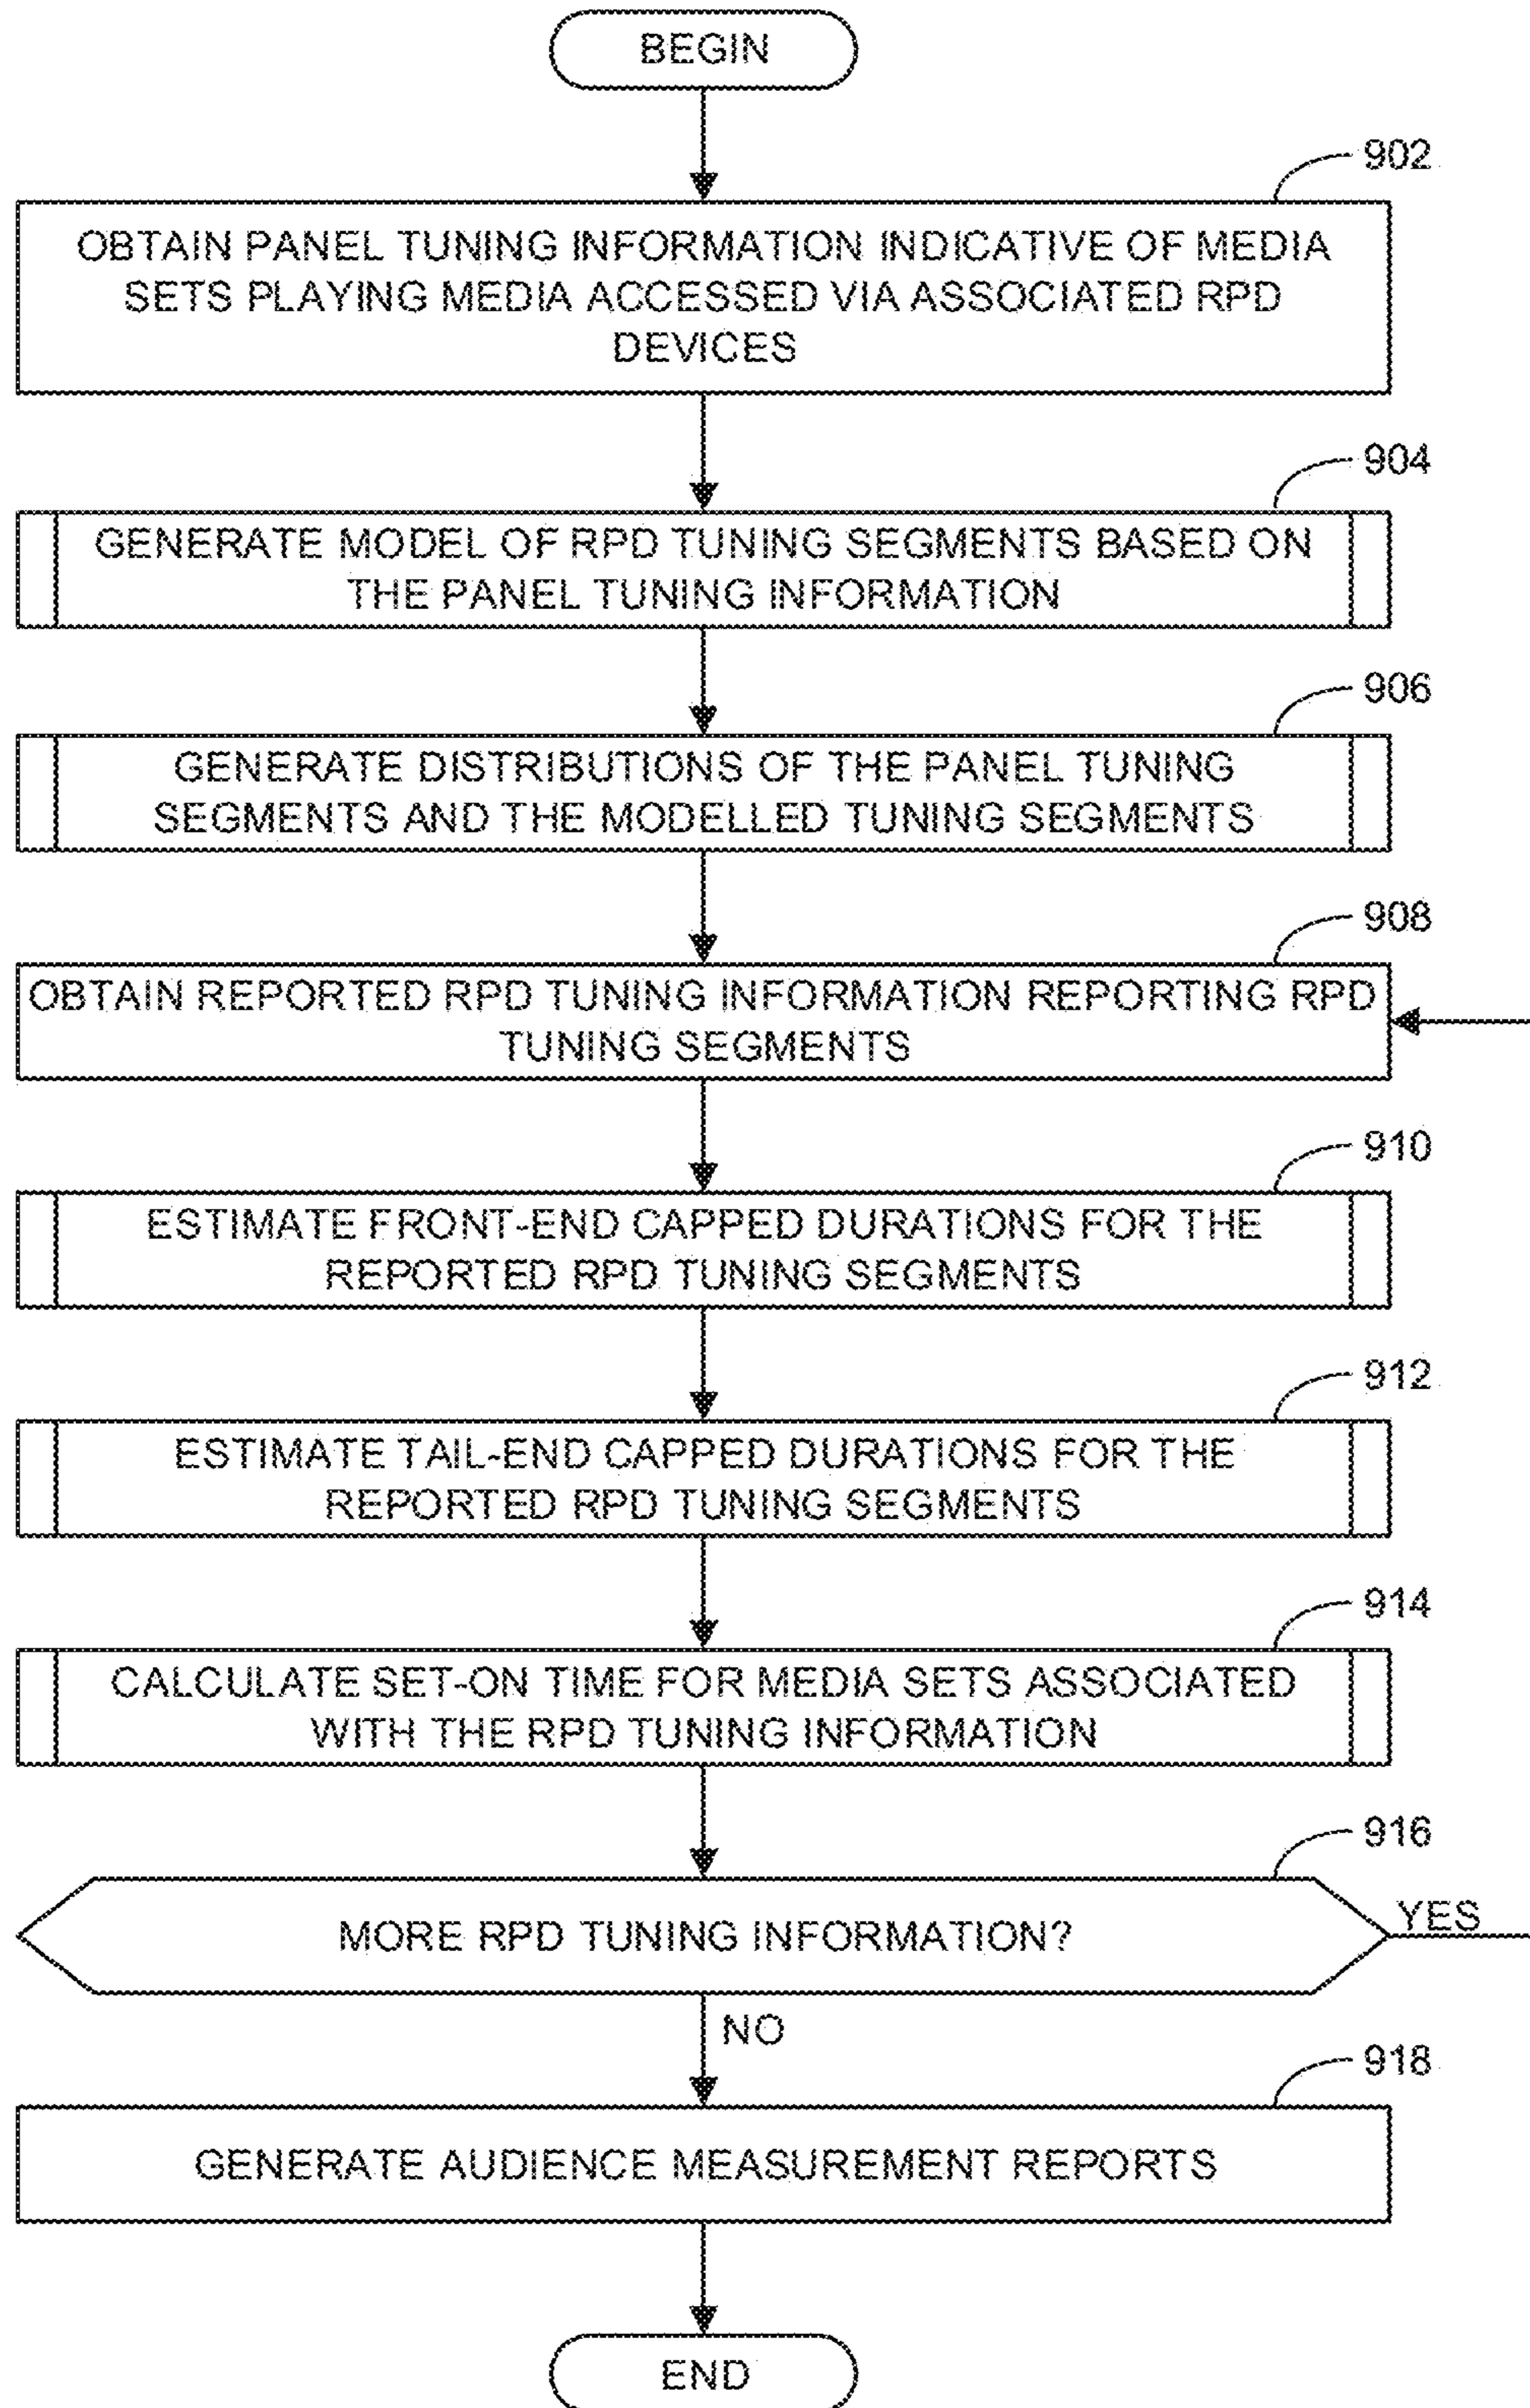 BEGIN
902
OBTAIN PANEL TUNING INFORMATION INDICATIVE OF MEDIA
SETS PLAYING MEDIA ACCESSED VIA ASSOCIATED RPD
DEVICES
904
GENERATE MODEL OF RPD TUNING SEGMENTS BASED ON
THE PANEL TUNING INFORMATION
906
GENERATE DISTRIBUTIONS OF THE PANEL TUNING
SEGMENTS AND THE MODELLED TUNING SEGMENTS
908
OBTAIN REPORTED RPD TUNING INFORMATION REPORTING RPD
TUNING SEGMENTS
910
ESTIMATE FRONT-END CAPPED DURATIONS FOR THE
REPORTED RPD TUNING SEGMENTS
912
ESTIMATE TAIL-END CAPPED DURATIONS FOR THE
REPORTED RPD TUNING SEGMENTS
914
CALCULATE SET-ON TIME FOR MEDIA SETS ASSOCIATED
WITH THE RPD TUNING INFORMATION
916
MORE RPD TUNING INFORMATION?
YES
NO
918
GENERATE AUDIENCE MEASUREMENT REPORTS
END